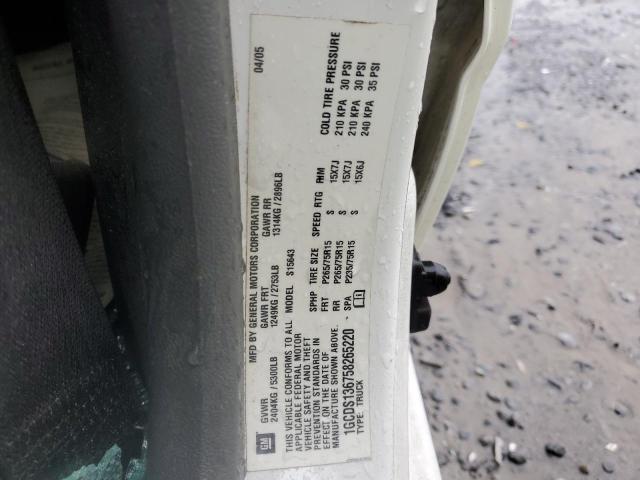 MFD BY GENERAL MOTORS CORPORATION 04/05
GM GVWR GAWR FRT GAWR RR
2404KG/5300LB 1249KG/2753LB 1314KG/2896LB
THIS VEHICLE CONFORMS TO ALL MODEL S15643
APPLICABLE FEDERAL MOTOR
VEHICLE SAFETY AND THEFT
PREVENTION STANDARDS IN
EFFECT ON THE DATE OF
MANUFACTURE SHOWN ABOVE.
1GCDS136758265220
TYPE: TRUCK
SPHP TIRE SIZE SPEED RTG RHM COLD TIRE PRESSURE
FRT P265/75R15 S 15X7J 210 KPA 30 PSI
RR P265/75R15 S 15X7J 210 KPA 30 PSI
SPA P235/75R15 S 15X6J 240 KPA 35 PSI